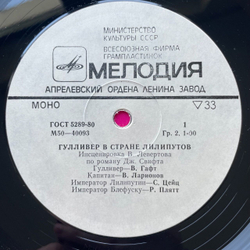 МИНИСТЕРСТВО
КУЛЬТУРЫ СССР
ВСЕСОЮЗНАЯ ФИРМА
ГРАМПЛАСТИНОК
МЕЛОДИЯ
АПРЕЛЕВСКИЙ ОРДЕНА ЛЕНИНА ЗАВОД
МОНО ▽33
ГОСТ 5289-80 1
М50—40093 Гр. 2. 1-00
ГУЛЛИВЕР В СТРАНЕ ЛИЛИПУТОВ
Инсценировка В. Девертова
по роману Дж. Свифта
Гулливер—В. Гафт
Капитан—В. Ларионов
Император Лилипутии—С. Цейц
Император Блефуску—Р. Плятт